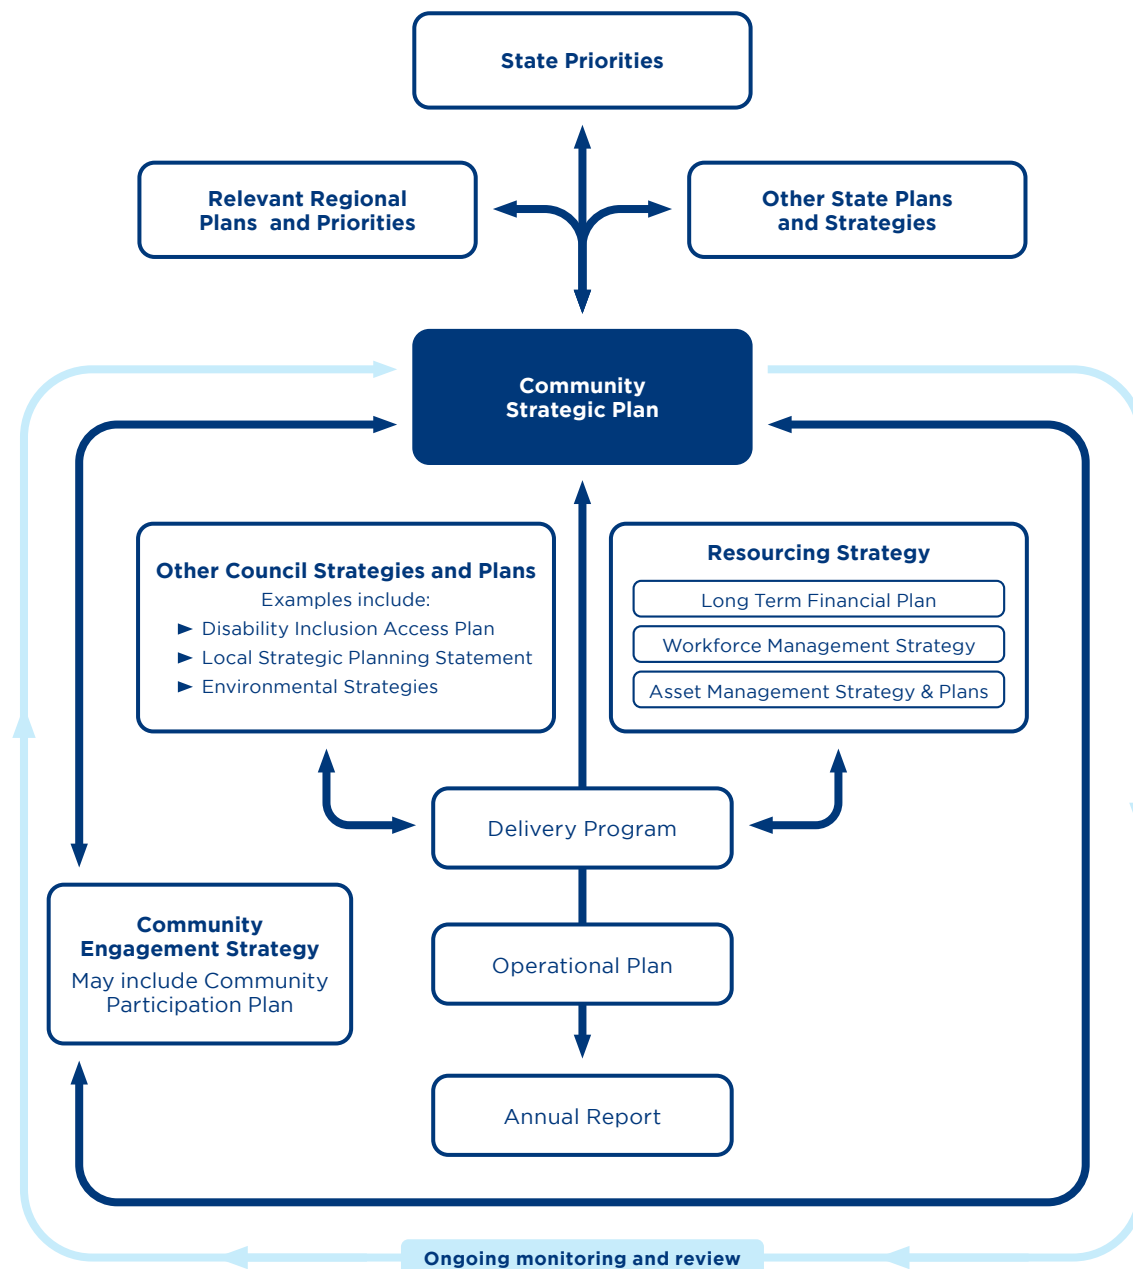 State Priorities
Relevant Regional
Plans and Priorities
Other State Plans
and Strategies
Community
Strategic Plan
Other Council Strategies and Plans
Examples include:
► Disability Inclusion Access Plan
► Local Strategic Planning Statement
► Environmental Strategies
Resourcing Strategy
Long Term Financial Plan
Workforce Management Strategy
Asset Management Strategy & Plans
Delivery Program
Community
Engagement Strategy
May include Community
Participation Plan
Operational Plan
Annual Report
Ongoing monitoring and review